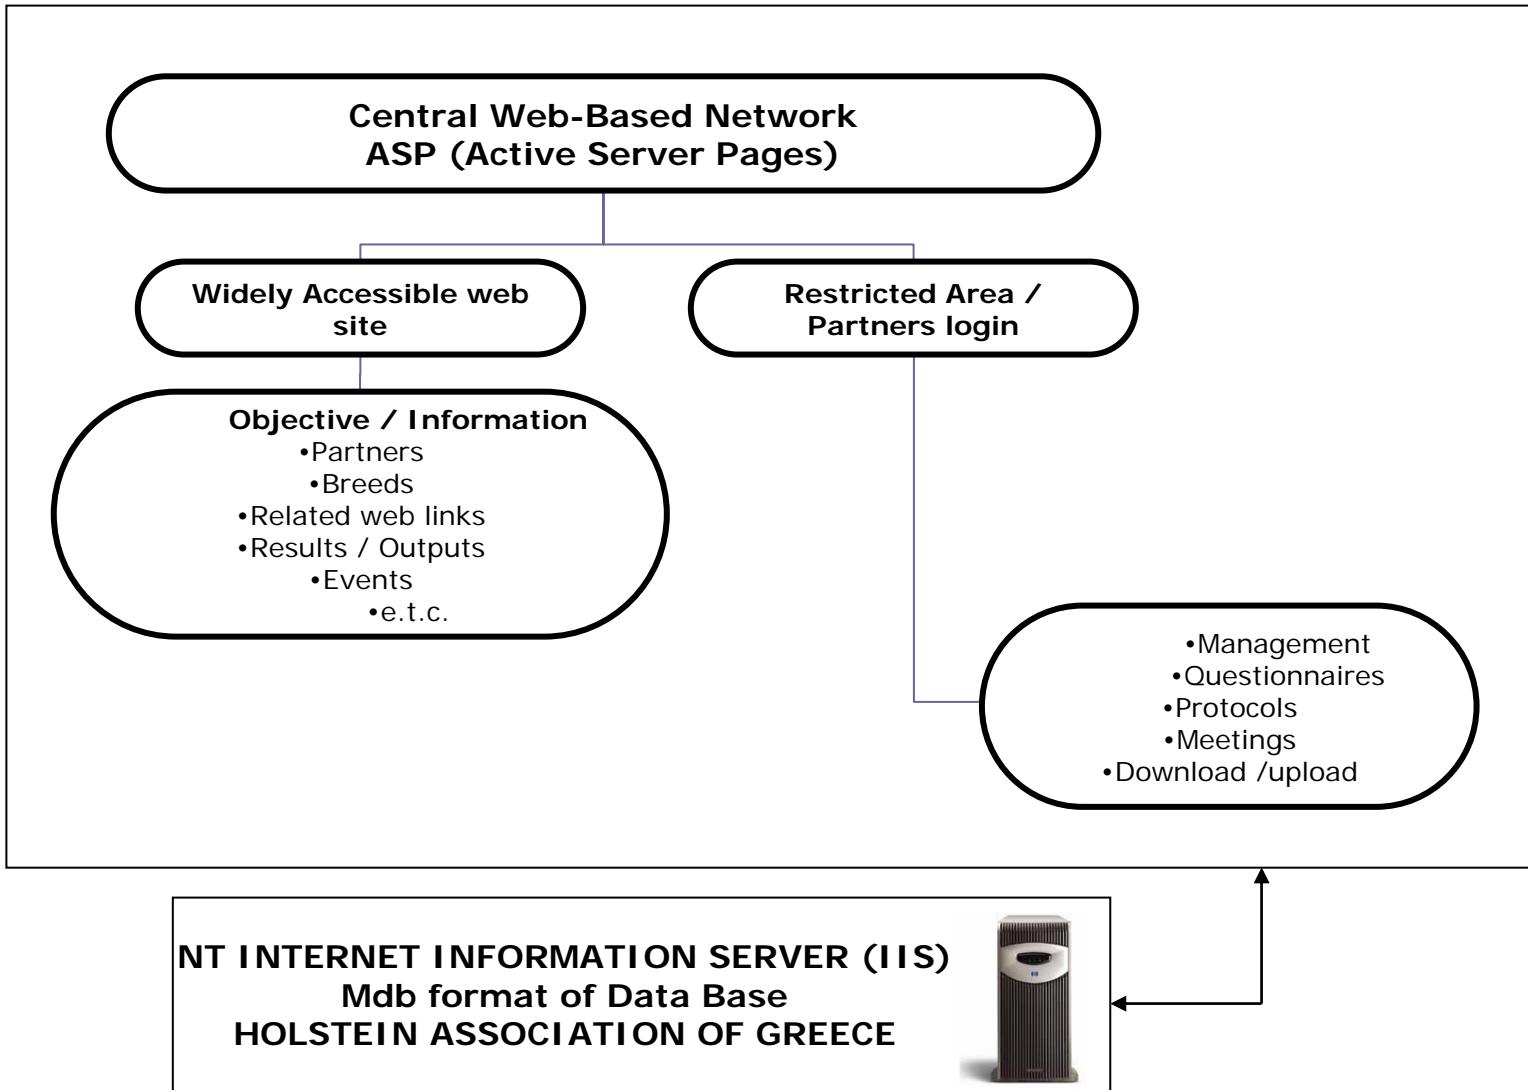 Central Web-Based Network
ASP (Active Server Pages)
Widely Accessible web
site
Restricted Area /
Partners login
Objective / Information
•Partners
•Breeds
•Related web links
•Results / Outputs
•Events
•e.t.c.
•Management
•Questionnaires
•Protocols
•Meetings
•Download /upload
NT INTERNET INFORMATION SERVER (IIS)
Mdb format of Data Base
HOLSTEIN ASSOCIATION OF GREECE